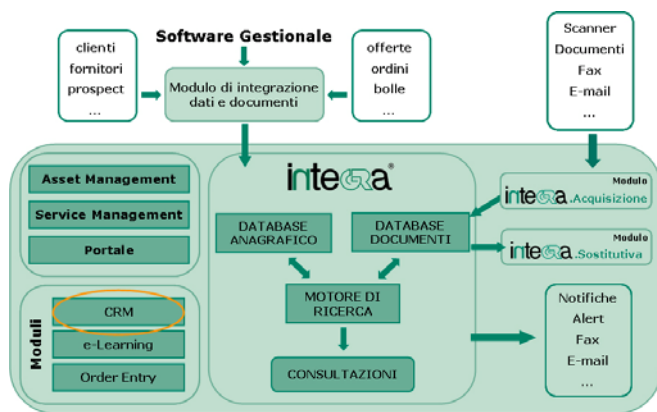 Software Gestionale
clienti
fornitori
prospect
...
Modulo di integrazione
dati e documenti
offerte
ordini
bolle
...
Scanner
Documenti
Fax
E-mail
...
Asset Management
Service Management
Portale
Moduli
CRM
e-Learning
Order Entry
integra®
DATABASE
ANAGRAFICO
DATABASE
DOCUMENTI
MOTORE DI
RICERCA
CONSULTAZIONI
Modulo
integra.Acquisizione
Modulo
integra.Sostitutiva
Notifiche
Alert
Fax
E-mail
...